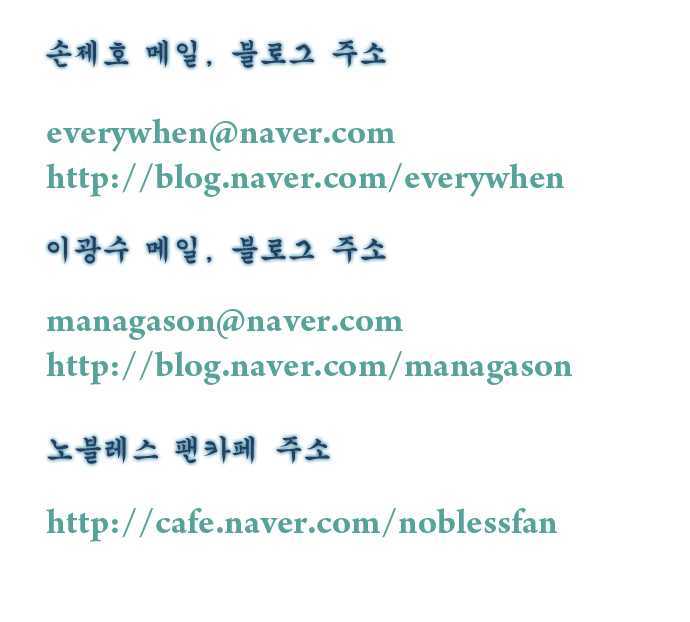 손제호 메일, 블로그 주소
everywhen@naver.com
http://blog.naver.com/everywhen
이광수 메일, 블로그 주소
managason@naver.com
http://blog.naver.com/managason
노블레스 팬카페 주소
http://cafe.naver.com/noblessfan